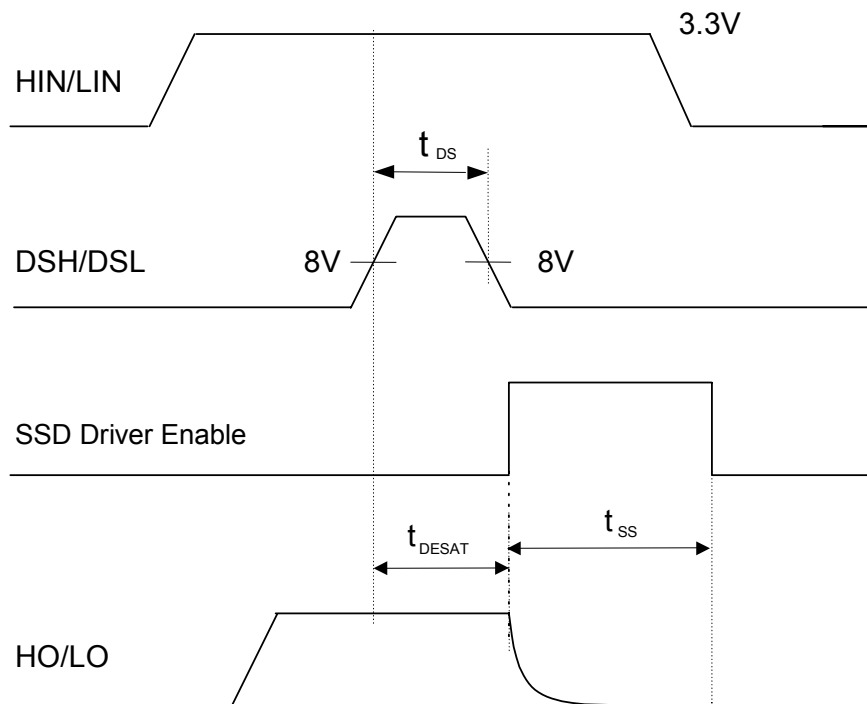 3.3V
HIN/LIN
t DS
DSH/DSL 8V 8V
SSD Driver Enable
t DESAT t SS
HO/LO